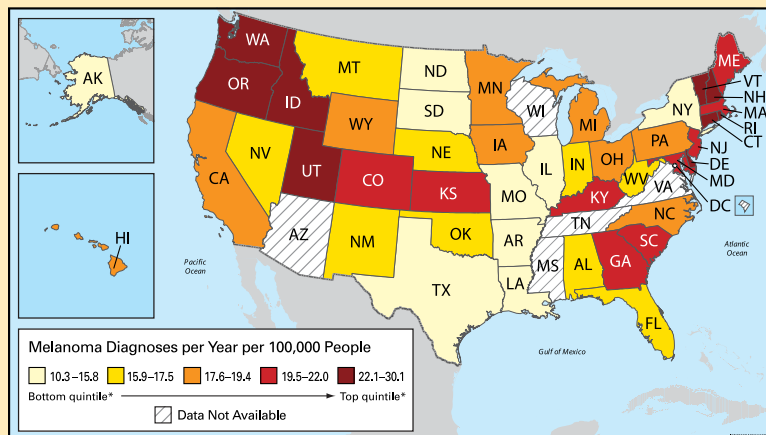 AK
HI
WA
OR
ID
MT
ND
SD
MN
WI
MI
WY
NE
IA
NV
UT
CO
KS
CA
AZ
NM
OK
TX
MO
AR
LA
IL
IN
OH
KY
TN
MS
AL
GA
FL
SC
NC
VA
WV
PA
NY
ME
VT
NH
MA
RI
CT
NJ
DE
MD
DC
Pacific
Ocean
Atlantic
Ocean
Gulf of Mexico
Melanoma Diagnoses per Year per 100,000 People
10.3–15.8 15.9–17.5 17.6–19.4 19.5–22.0 22.1–30.1
Bottom quintile* Top quintile*
Data Not Available